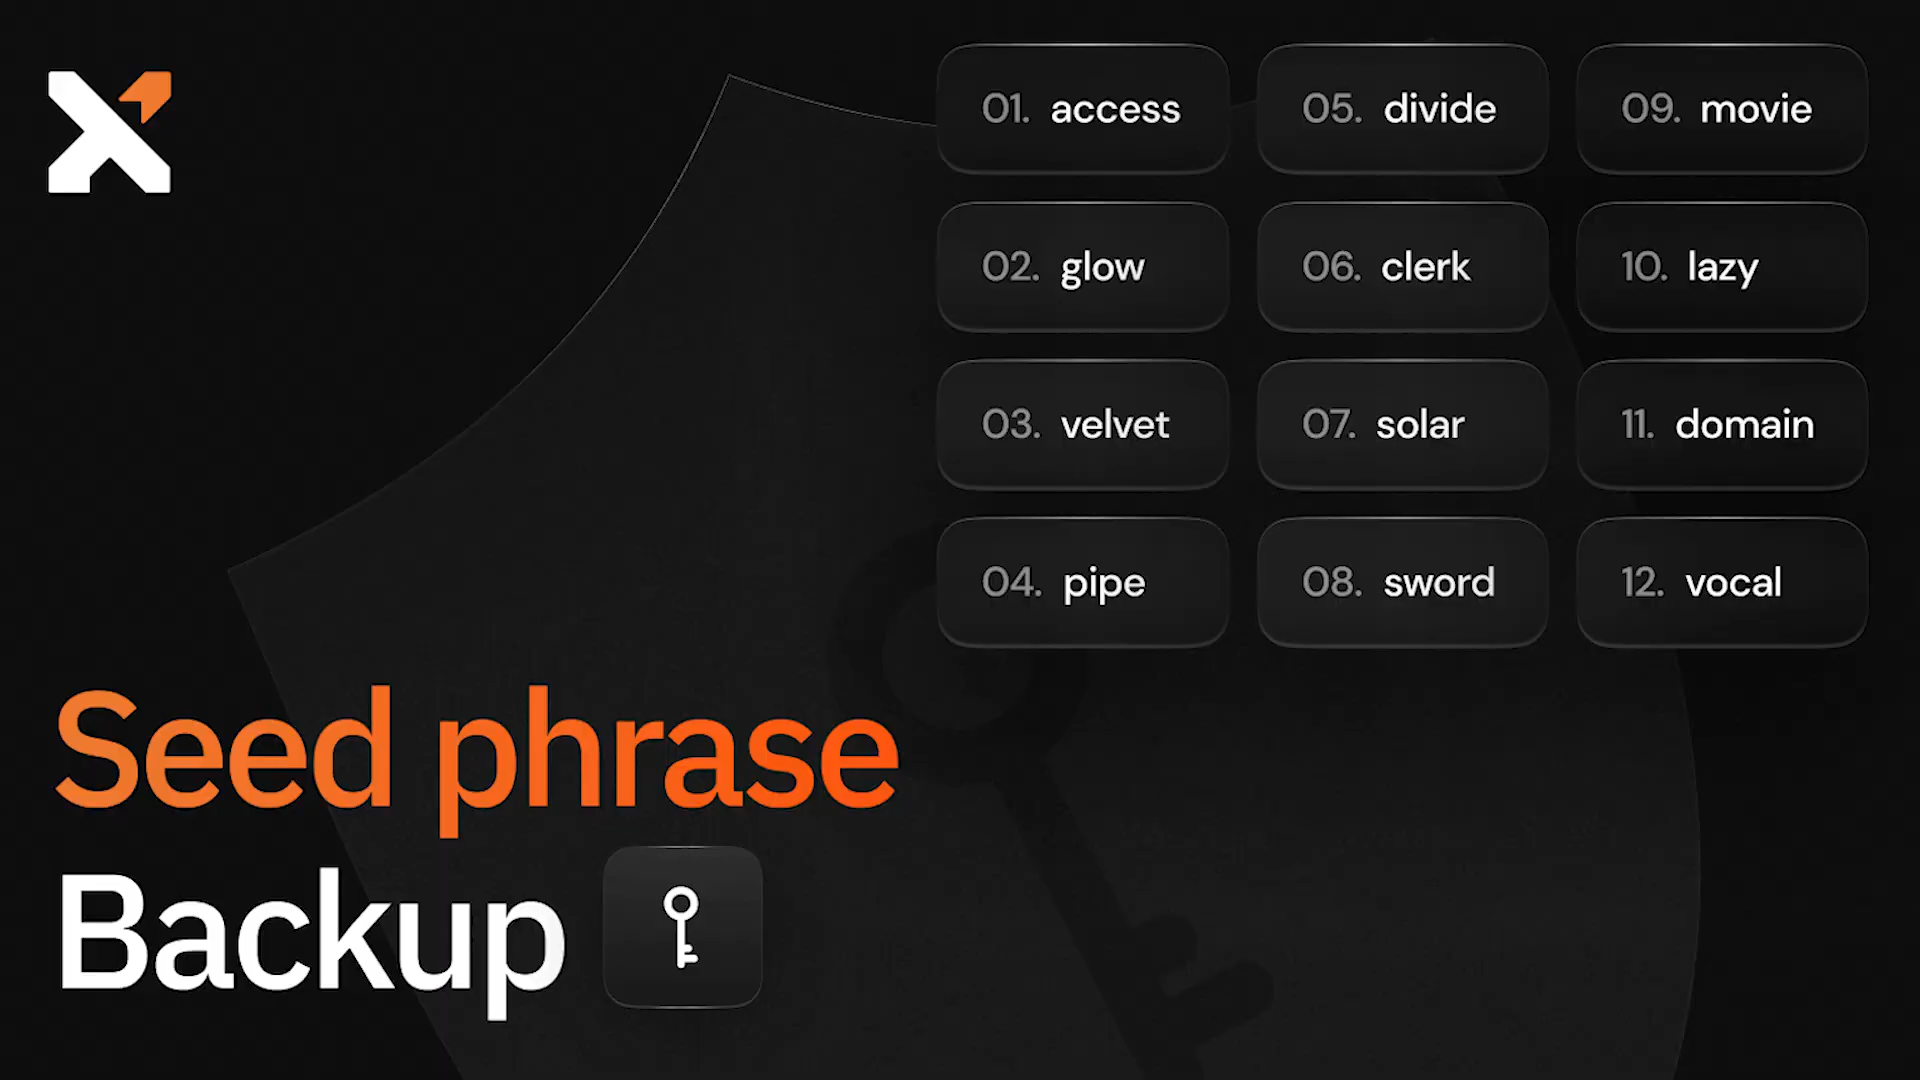 01. access
02. glow
03. velvet
04. pipe
05. divide
06. clerk
07. solar
08. sword
09. movie
10. lazy
11. domain
12. vocal
Seed phrase
Backup